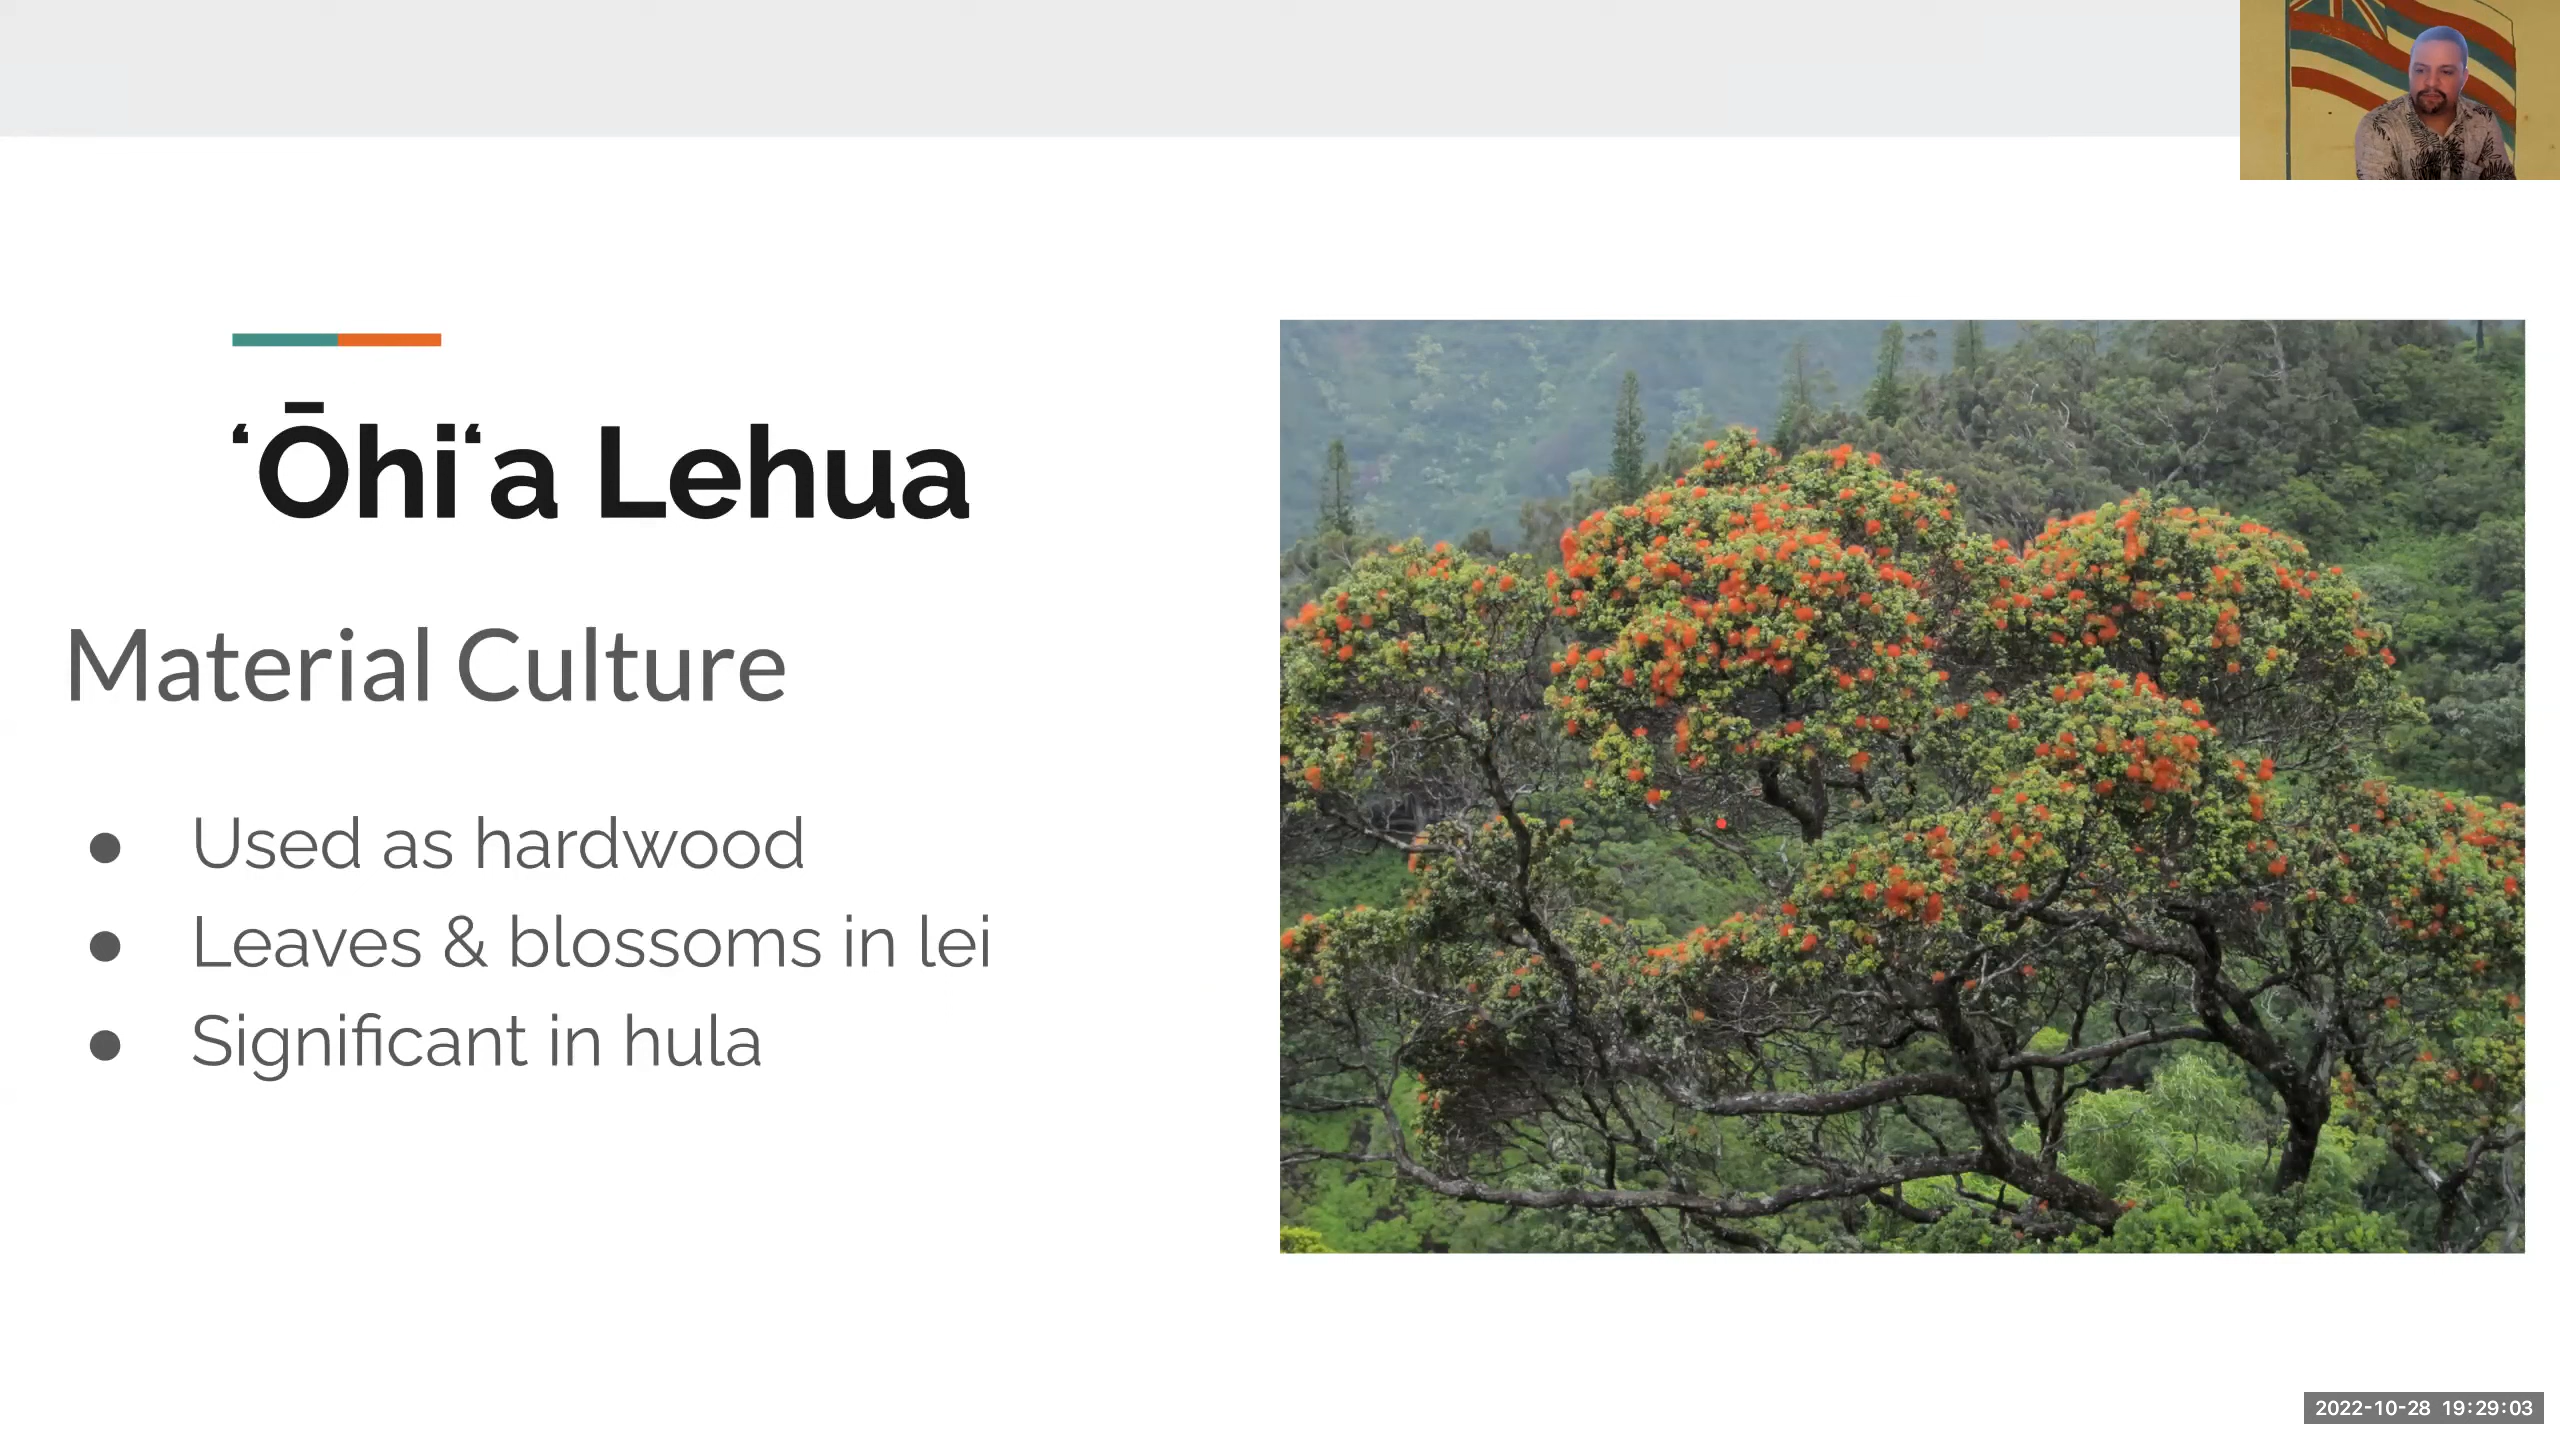 ʻŌhiʻa Lehua
Material Culture
● Used as hardwood
● Leaves & blossoms in lei
● Significant in hula
2022-10-28 19:29:03